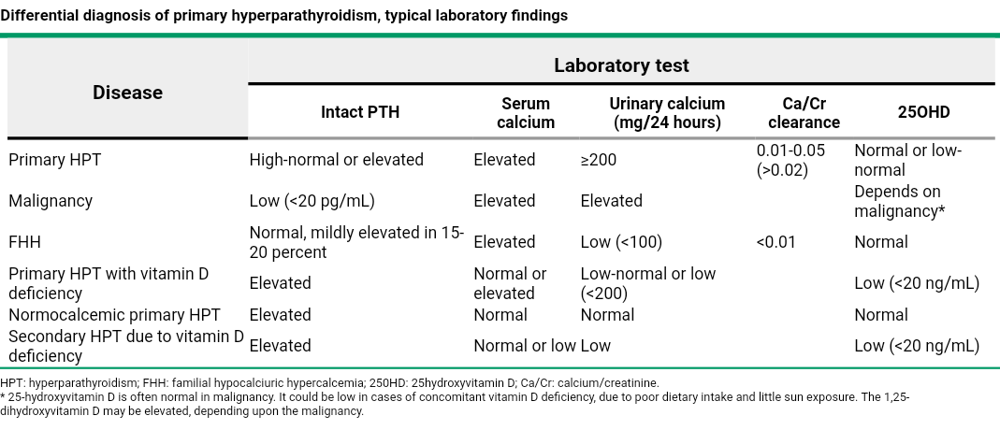 Differential diagnosis of primary hyperparathyroidism, typical laboratory findings
Disease
Laboratory test
Intact PTH
Serum
calcium
Urinary calcium
(mg/24 hours)
Ca/Cr
clearance
25OHD
Primary HPT
High-normal or elevated
Elevated
≥200
0.01-0.05
(>0.02)
Normal or low-
normal
Malignancy
Low (<20 pg/mL)
Elevated
Elevated
Depends on
malignancy*
FHH
Normal, mildly elevated in 15-
20 percent
Elevated
Low (<100)
<0.01
Normal
Primary HPT with vitamin D
deficiency
Elevated
Normal or
elevated
Low-normal or low
(<200)
Low (<20 ng/mL)
Normocalcemic primary HPT
Elevated
Normal
Normal
Normal
Secondary HPT due to vitamin D
deficiency
Elevated
Normal or low
Low
Low (<20 ng/mL)
HPT: hyperparathyroidism; FHH: familial hypocalciuric hypercalcemia; 250HD: 25hydroxyvitamin D; Ca/Cr: calcium/creatinine.
* 25-hydroxyvitamin D is often normal in malignancy. It could be low in cases of concomitant vitamin D deficiency, due to poor dietary intake and little sun exposure. The 1,25-
dihydroxyvitamin D may be elevated, depending upon the malignancy.